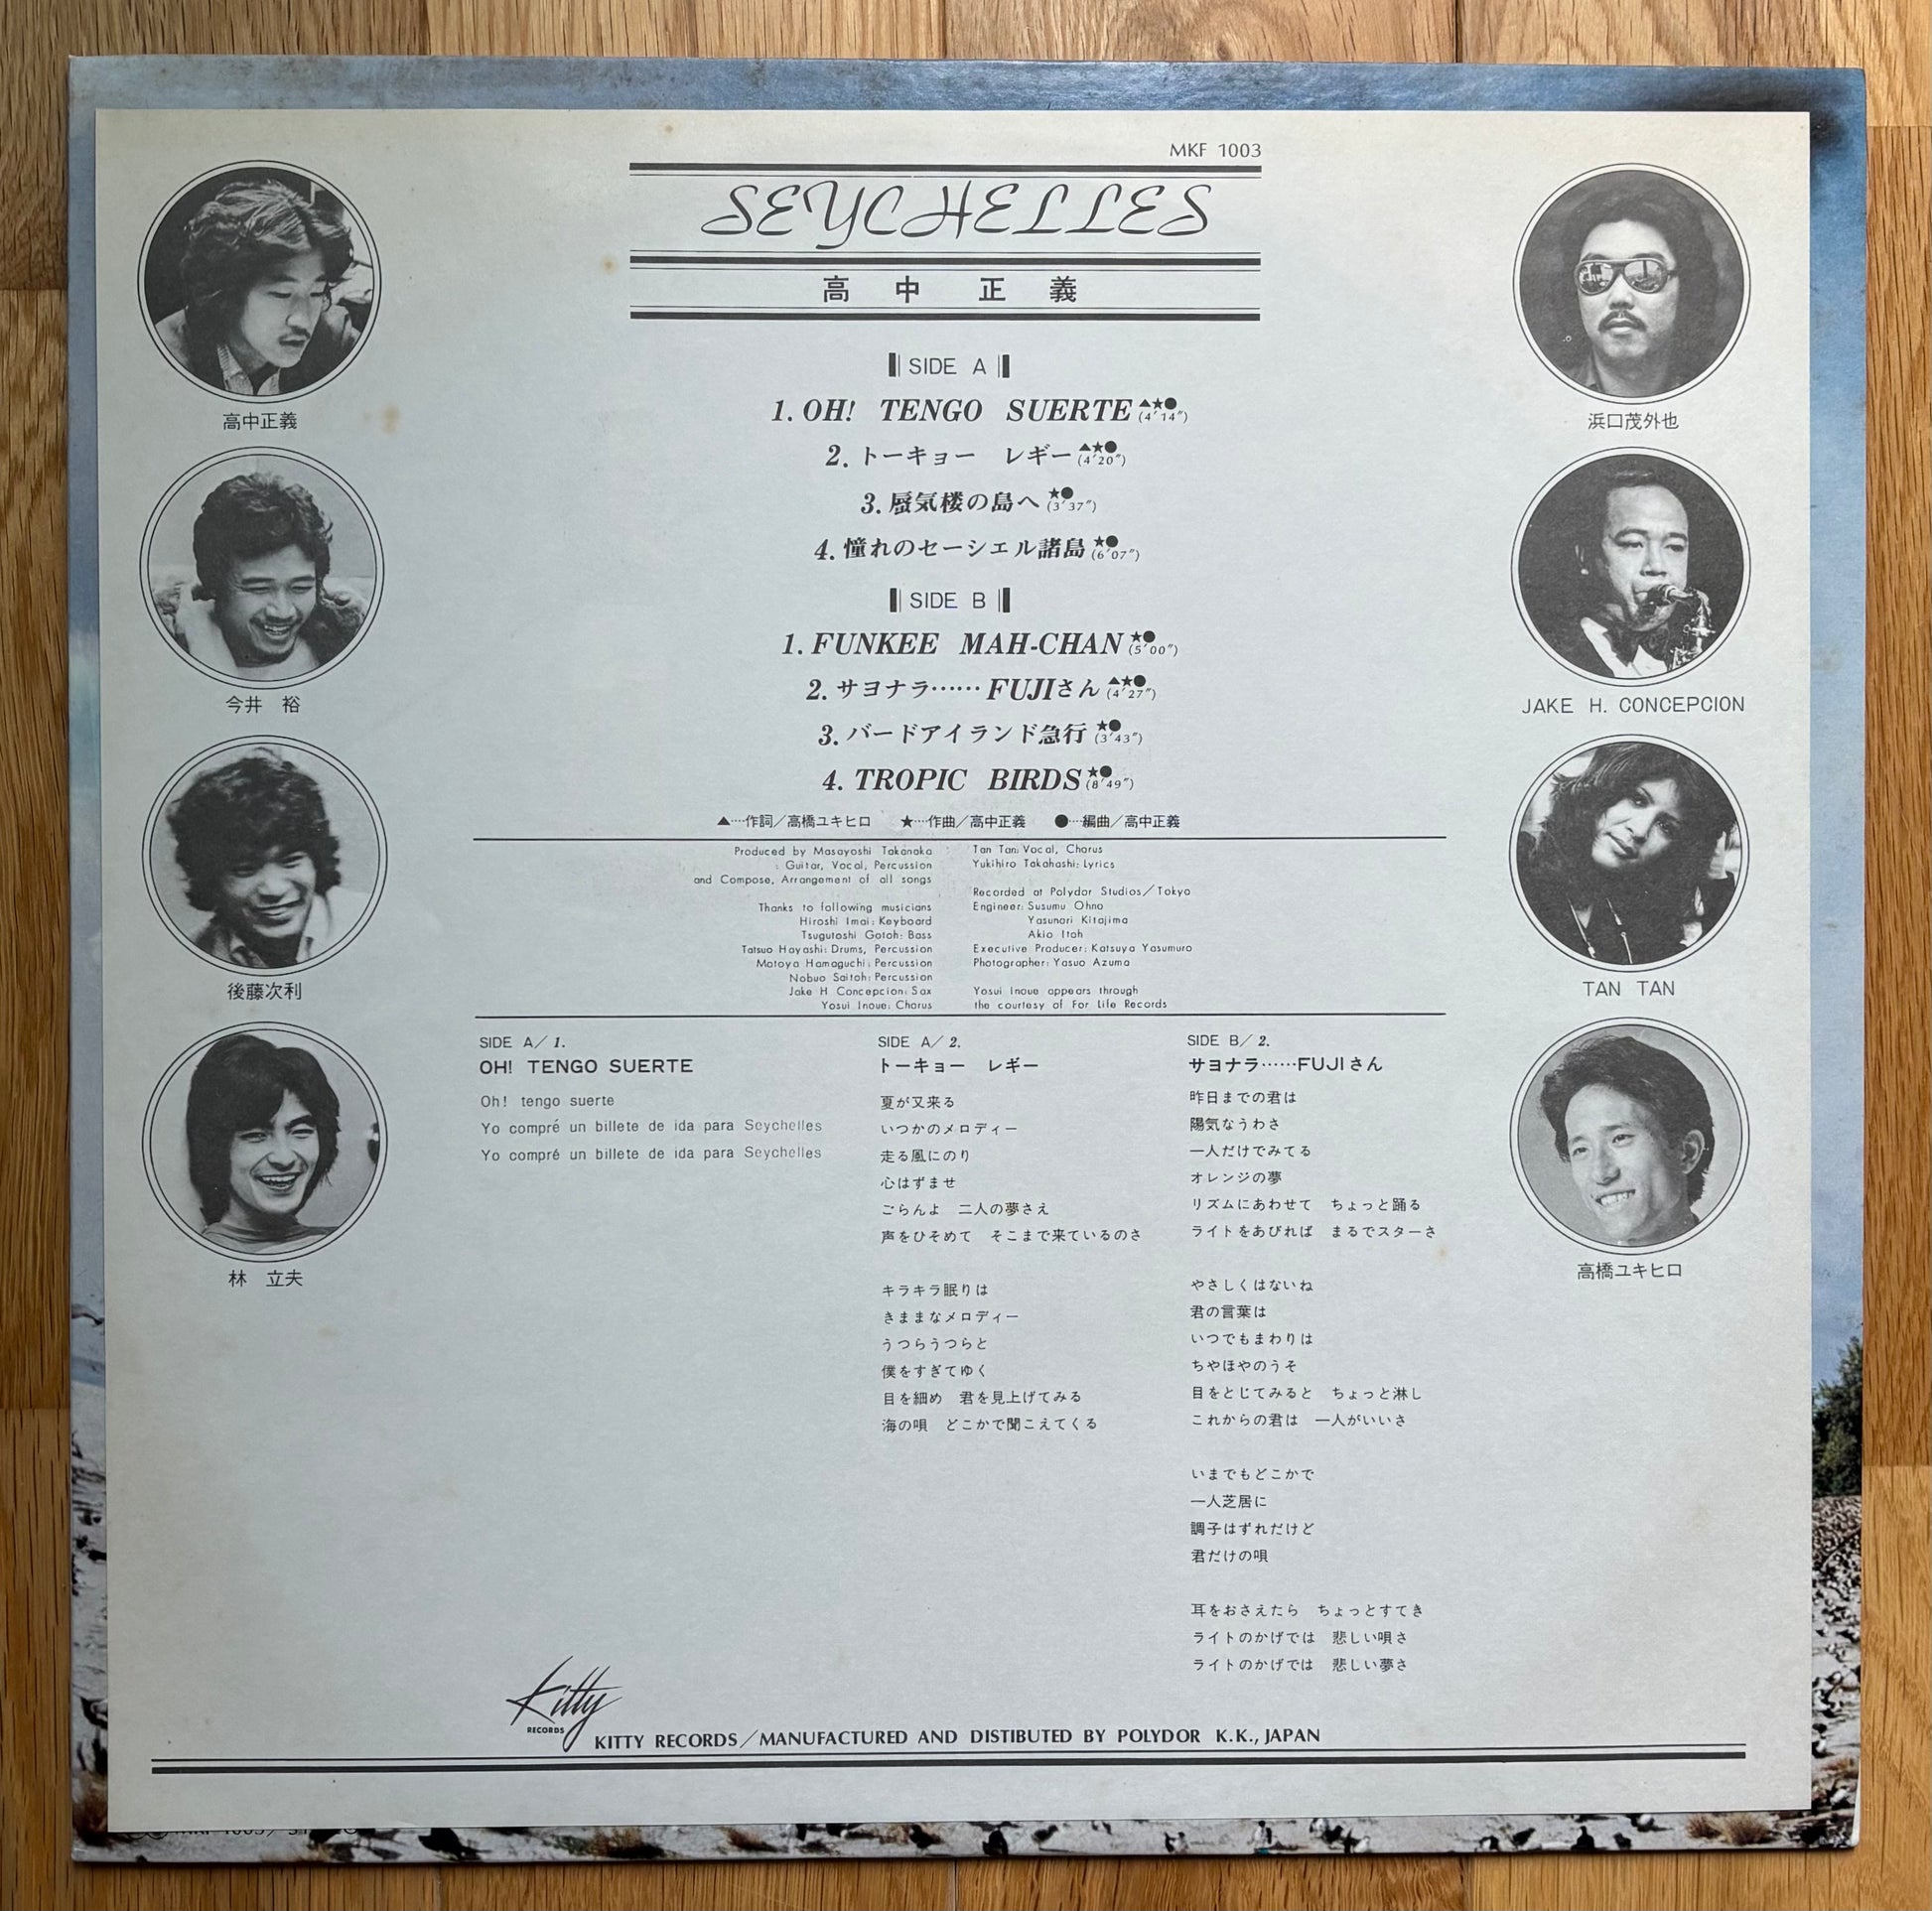 MKF 1003
SEYCHELLES
高中 正義
SIDE A
1. OH! TENGO SUERTE ▲★● (4′14″)
2. トーキョー レギー ▲★● (4′20″)
3. 蜃気楼の島へ ★● (3′37″)
4. 憧れのセーシェル諸島 ★● (6′07″)
SIDE B
1. FUNKEE MAH-CHAN ★● (5′00″)
2. サヨナラ…… FUJIさん ▲★● (4′27″)
3. バードアイランド急行 ★● (3′43″)
4. TROPIC BIRDS ★● (8′49″)
▲…作詞／高橋ユキヒロ ★…作曲／高中正義 ●…編曲／高中正義
Produced by Masayoshi Takanaka
: Guitar, Vocal, Percussion
and Compose, Arrangement of all songs
Thanks to following musicians
Hiroshi Imai: Keyboard
Tsugutoshi Gotoh: Bass
Tatsuo Hayashi: Drums, Percussion
Motoya Hamaguchi: Percussion
Nobuo Saitoh: Percussion
Jake H Concepcion: Sax
Yosui Inoue: Chorus
Tan Tan: Vocal, Chorus
Yukihiro Takahashi: Lyrics
Recorded at Polydor Studios／Tokyo
Engineer: Susumu Ohno
Yasunori Kitajima
Akio Itoh
Executive Producer: Katsuya Yasumuro
Photographer: Yasuo Azuma
Yosui Inoue appears through
the courtesy of For Life Records
高中正義
今井 裕
後藤次利
林 立夫
浜口茂外也
JAKE H. CONCEPCION
TAN TAN
高橋ユキヒロ
SIDE A／1.
OH! TENGO SUERTE
Oh! tengo suerte
Yo compré un billete de ida para Seychelles
Yo compré un billete de ida para Seychelles
SIDE A／2.
トーキョー レギー
夏が又来る
いつかのメロディー
走る風にのり
心はずませ
ごらんよ 二人の夢さえ
声をひそめて そこまで来ているのさ
キラキラ眠りは
きままなメロディー
うつらうつらと
僕をすぎてゆく
目を細め 君を見上げてみる
海の唄 どこかで聞こえてくる
SIDE B／2.
サヨナラ……FUJIさん
昨日までの君は
陽気なうわさ
一人だけでみてる
オレンジの夢
リズムにあわせて ちょっと踊る
ライトをあびれば まるでスターさ
やさしくはないね
君の言葉は
いつでもまわりは
ちやほやのうそ
目をとじてみると ちょっと淋し
これからの君は 一人がいいさ
いまでもどこかで
一人芝居に
調子はずれだけど
君だけの唄
耳をおさえたら ちょっとすてき
ライトのかげでは 悲しい唄さ
ライトのかげでは 悲しい夢さ
Kitty
RECORDS
KITTY RECORDS／MANUFACTURED AND DISTIBUTED BY POLYDOR K.K., JAPAN